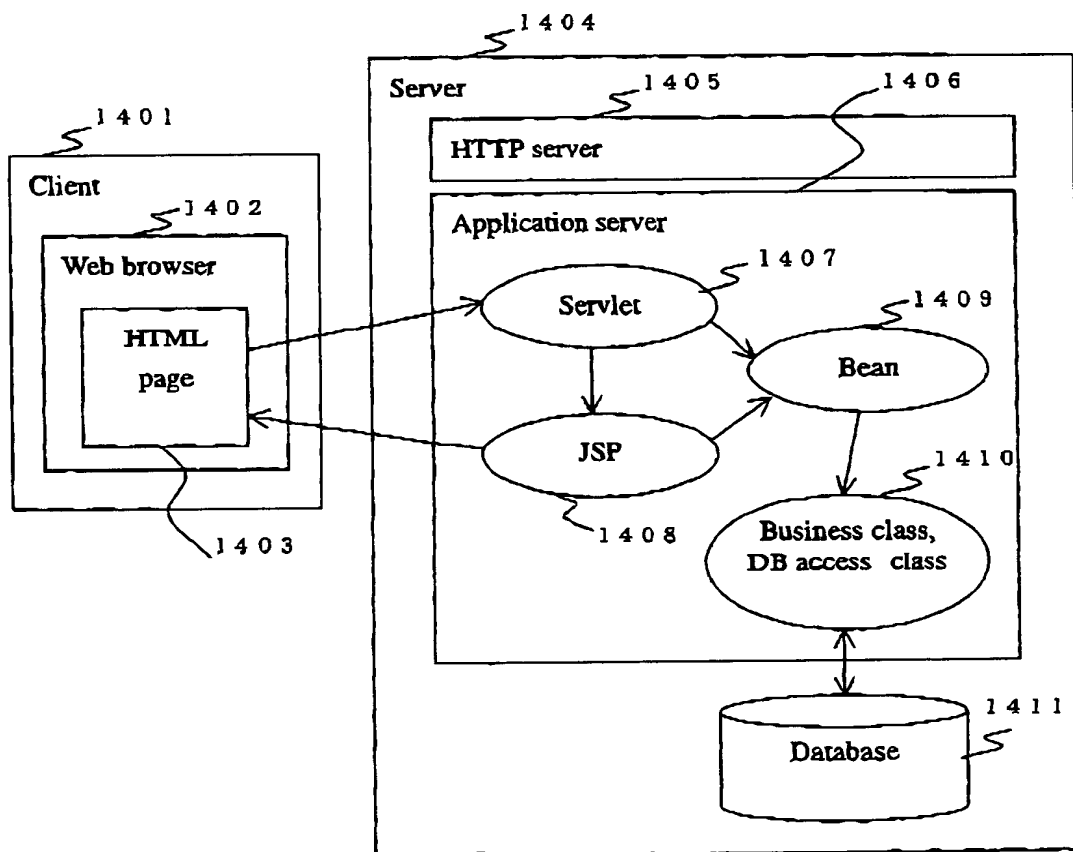 1404
Server
1405
1406
HTTP server
1401
Client
1402
Web browser
HTML
page
1403
Application server
1407
Servlet
1409
Bean
JSP
1408
1410
Business class,
DB access class
1411
Database